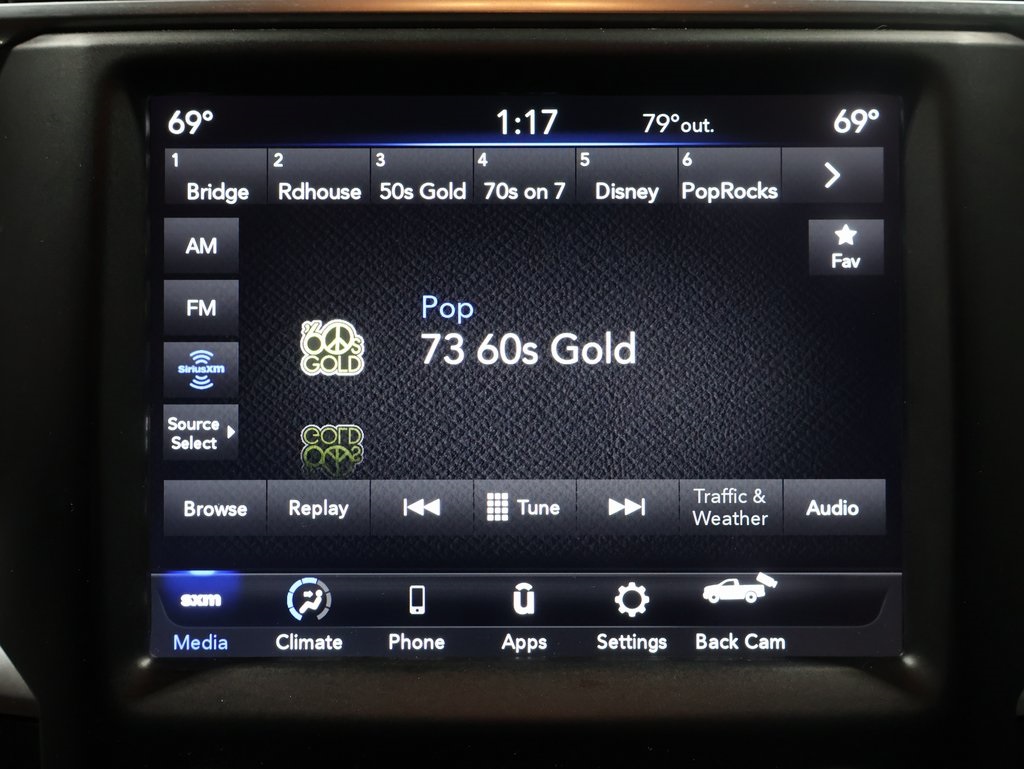 69° 1:17 79°out. 69°
1 2 3 4 5 6
Bridge Rdhouse 50s Gold 70s on 7 Disney PopRocks
AM
Fav
FM
Pop
73 60s Gold
60s
GOLD
SiriusXM
Source
Select
Browse Replay Tune Traffic & Weather Audio
sxm
Media Climate Phone Apps Settings Back Cam